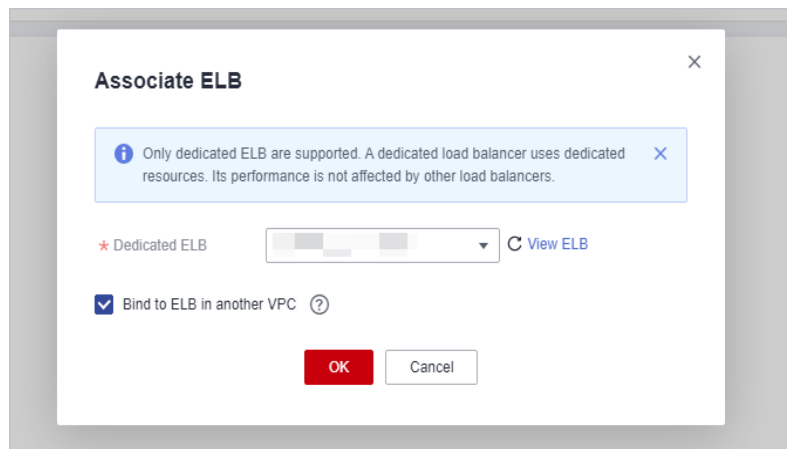 Associate ELB
Only dedicated ELB are supported. A dedicated load balancer uses dedicated
resources. Its performance is not affected by other load balancers.
* Dedicated ELB
View ELB
Bind to ELB in another VPC
OK
Cancel